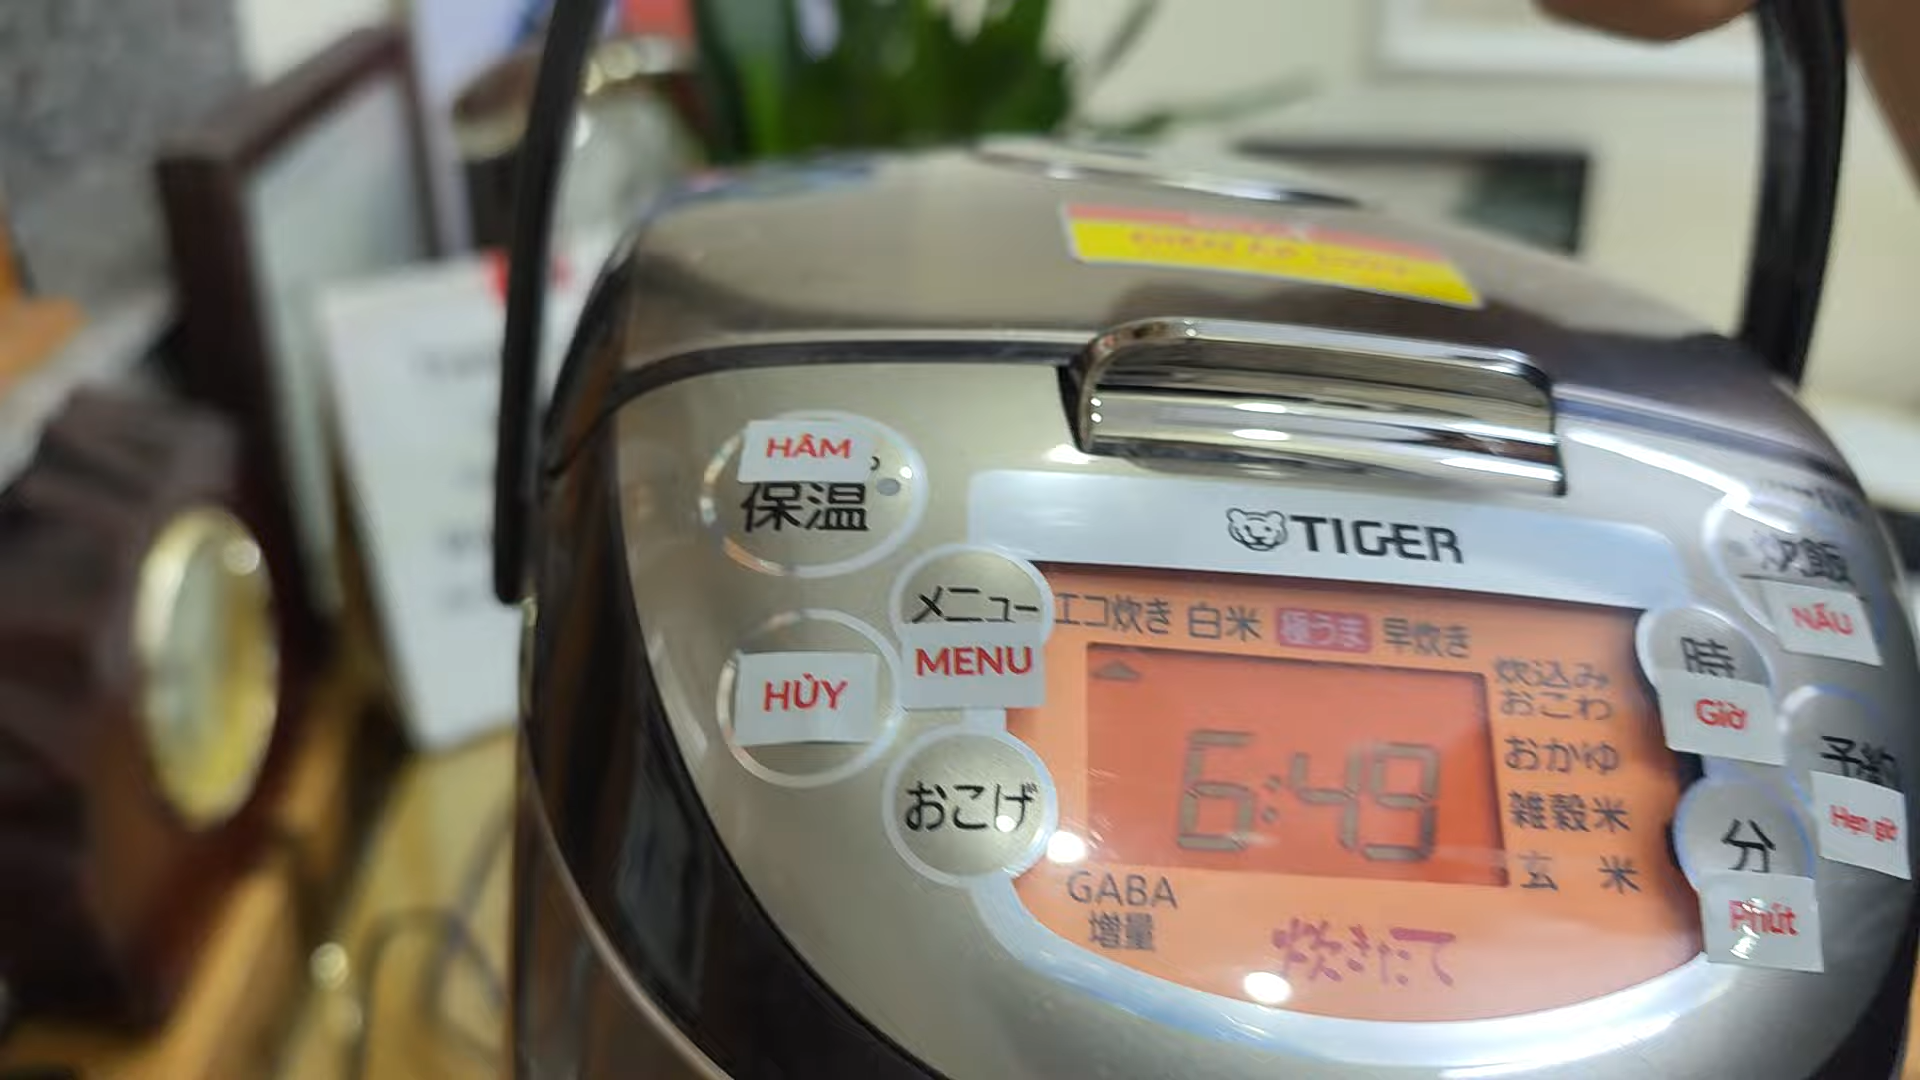 HÂM
保温
TIGER
炊飯
NẤU
メニュー
MENU
エコ炊き 白米 極うま 早炊き
時
Giờ
HỦY
炊込み
おこわ
おかゆ
雑穀米
玄 米
6:49
予約
Hẹn giờ
おこげ
分
Phút
GABA
増量
炊きたて